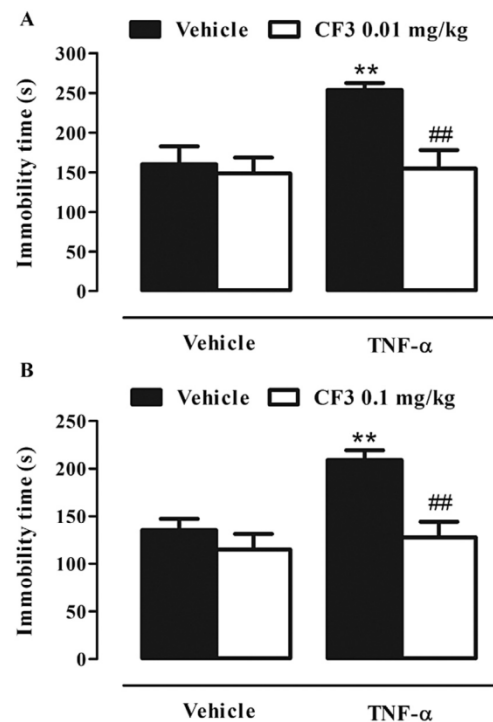 A
Vehicle CF3 0.01 mg/kg
300
250
200
150
100
50
0
Immobility time (s)
**
##
Vehicle TNF-α
B
Vehicle CF3 0.1 mg/kg
250
200
150
100
50
0
Immobility time (s)
**
##
Vehicle TNF-α